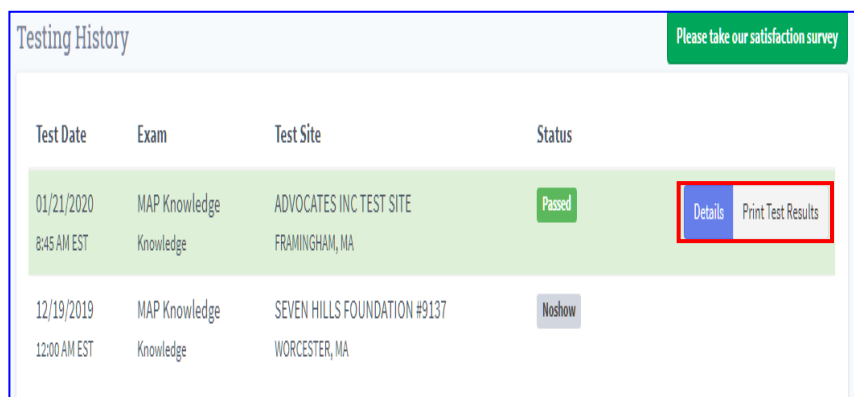 Testing History
Please take our satisfaction survey
Test Date Exam Test Site Status
01/21/2020 MAP Knowledge ADVOCATES INC TEST SITE Passed Details Print Test Results
8:45 AM EST Knowledge FRAMINGHAM, MA
12/19/2019 MAP Knowledge SEVEN HILLS FOUNDATION #9137 Noshow
12:00 AM EST Knowledge WORCESTER, MA